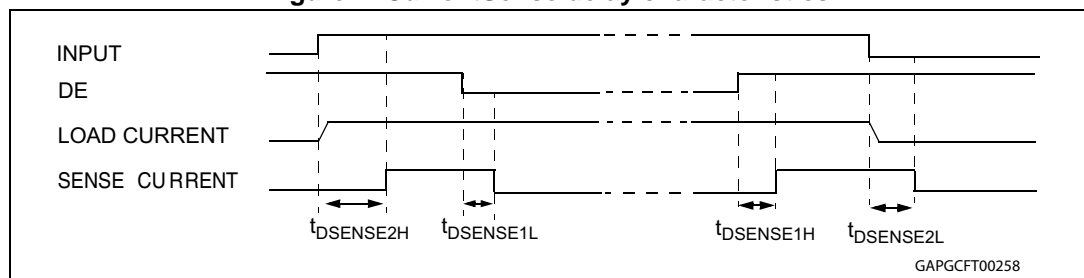 INPUT
DE
LOAD CURRENT
SENSE CURRENT
tDSENSE2H tDSENSE1L tDSENSE1H tDSENSE2L
GAPGCFT00258